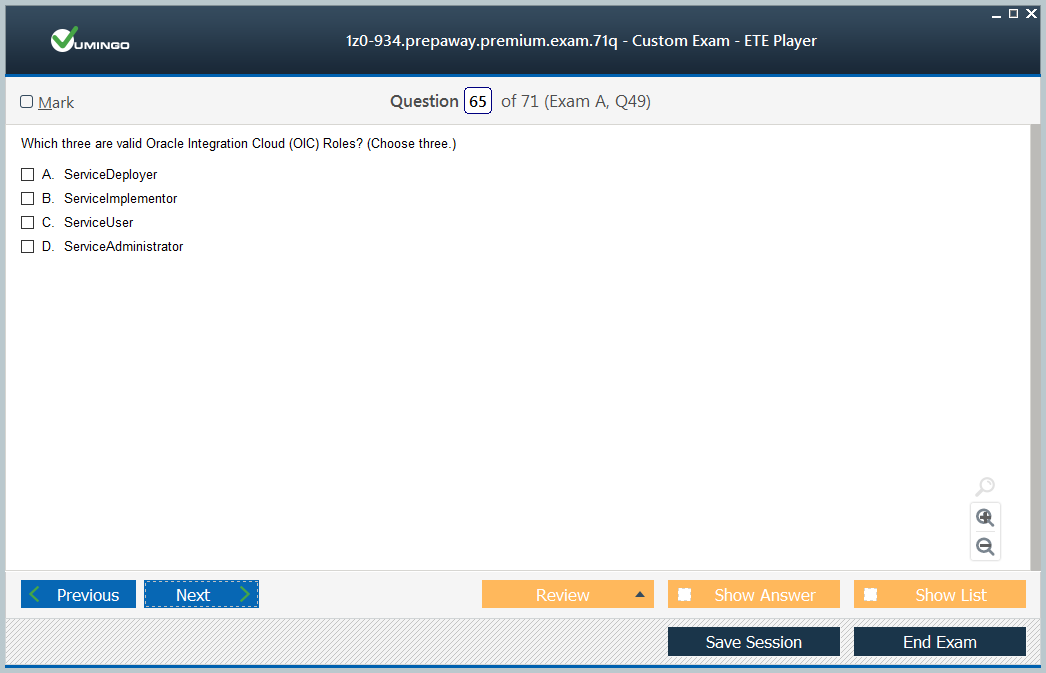 VUMINGO
1z0-934.prepaway.premium.exam.71q - Custom Exam - ETE Player
Mark
Question 65 of 71 (Exam A, Q49)
Which three are valid Oracle Integration Cloud (OIC) Roles? (Choose three.)
A. ServiceDeployer
B. ServiceImplementor
C. ServiceUser
D. ServiceAdministrator
Previous
Next
Review
Show Answer
Show List
Save Session
End Exam